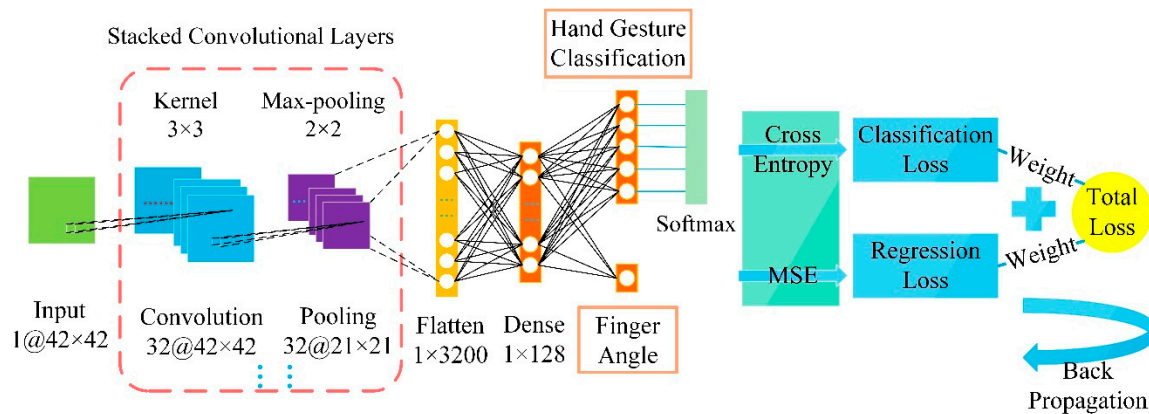 Stacked Convolutional Layers
Kernel
3×3
Max-pooling
2×2
Input
1@42×42
Convolution
32@42×42
Pooling
32@21×21
Flatten
1×3200
Dense
1×128
Hand Gesture
Classification
Softmax
Finger
Angle
Cross
Entropy
MSE
Classification
Loss
Regression
Loss
Weight
Weight
Total
Loss
Back
Propagation